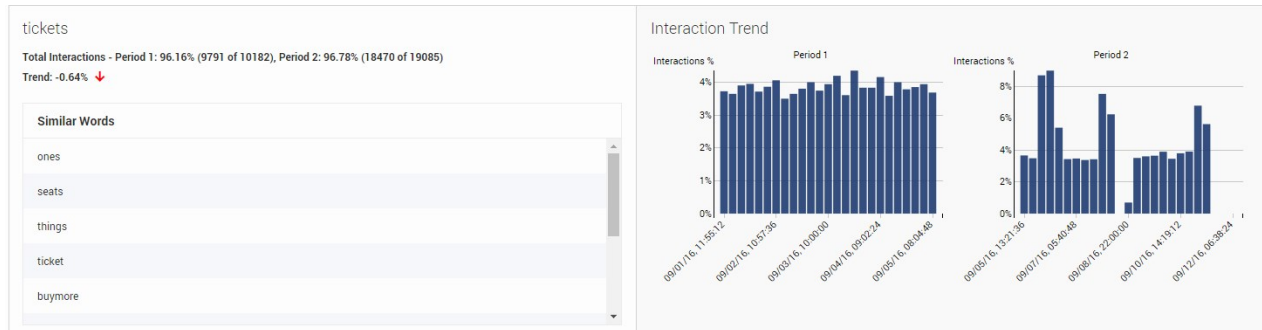 tickets
Total Interactions - Period 1: 96.16% (9791 of 10182), Period 2: 96.78% (18470 of 19085)
Trend: -0.64%
Similar Words
ones
seats
things
ticket
buymore
Interaction Trend
Period 1
Interactions %
4%
3%
2%
1%
0%
09/01/16, 11:55:12
09/02/16, 10:57:36
09/03/16, 10:00:00
09/04/16, 09:02:24
09/05/16, 08:04:48
Period 2
Interactions %
8%
6%
4%
2%
0%
09/05/16, 13:21:36
09/07/16, 05:40:48
09/08/16, 22:00:00
09/10/16, 14:19:12
09/12/16, 06:38:24